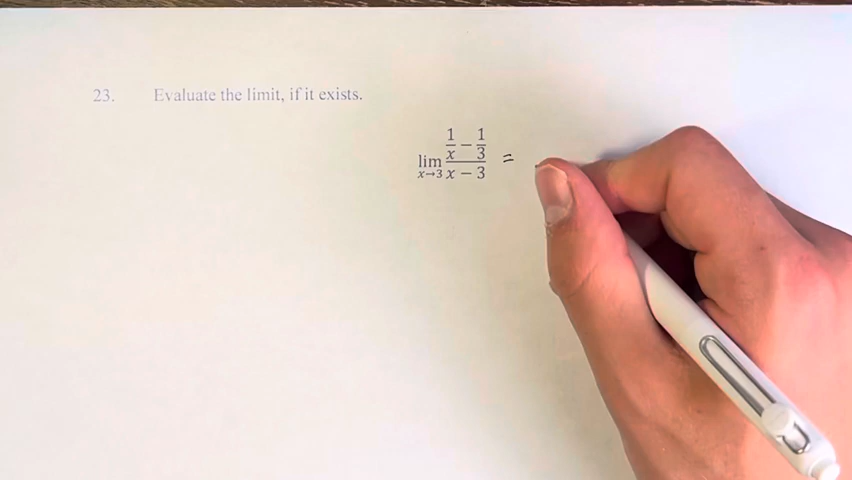 23. Evaluate the limit, if it exists.
lim x→3 (1/x − 1/3)/(x − 3) =